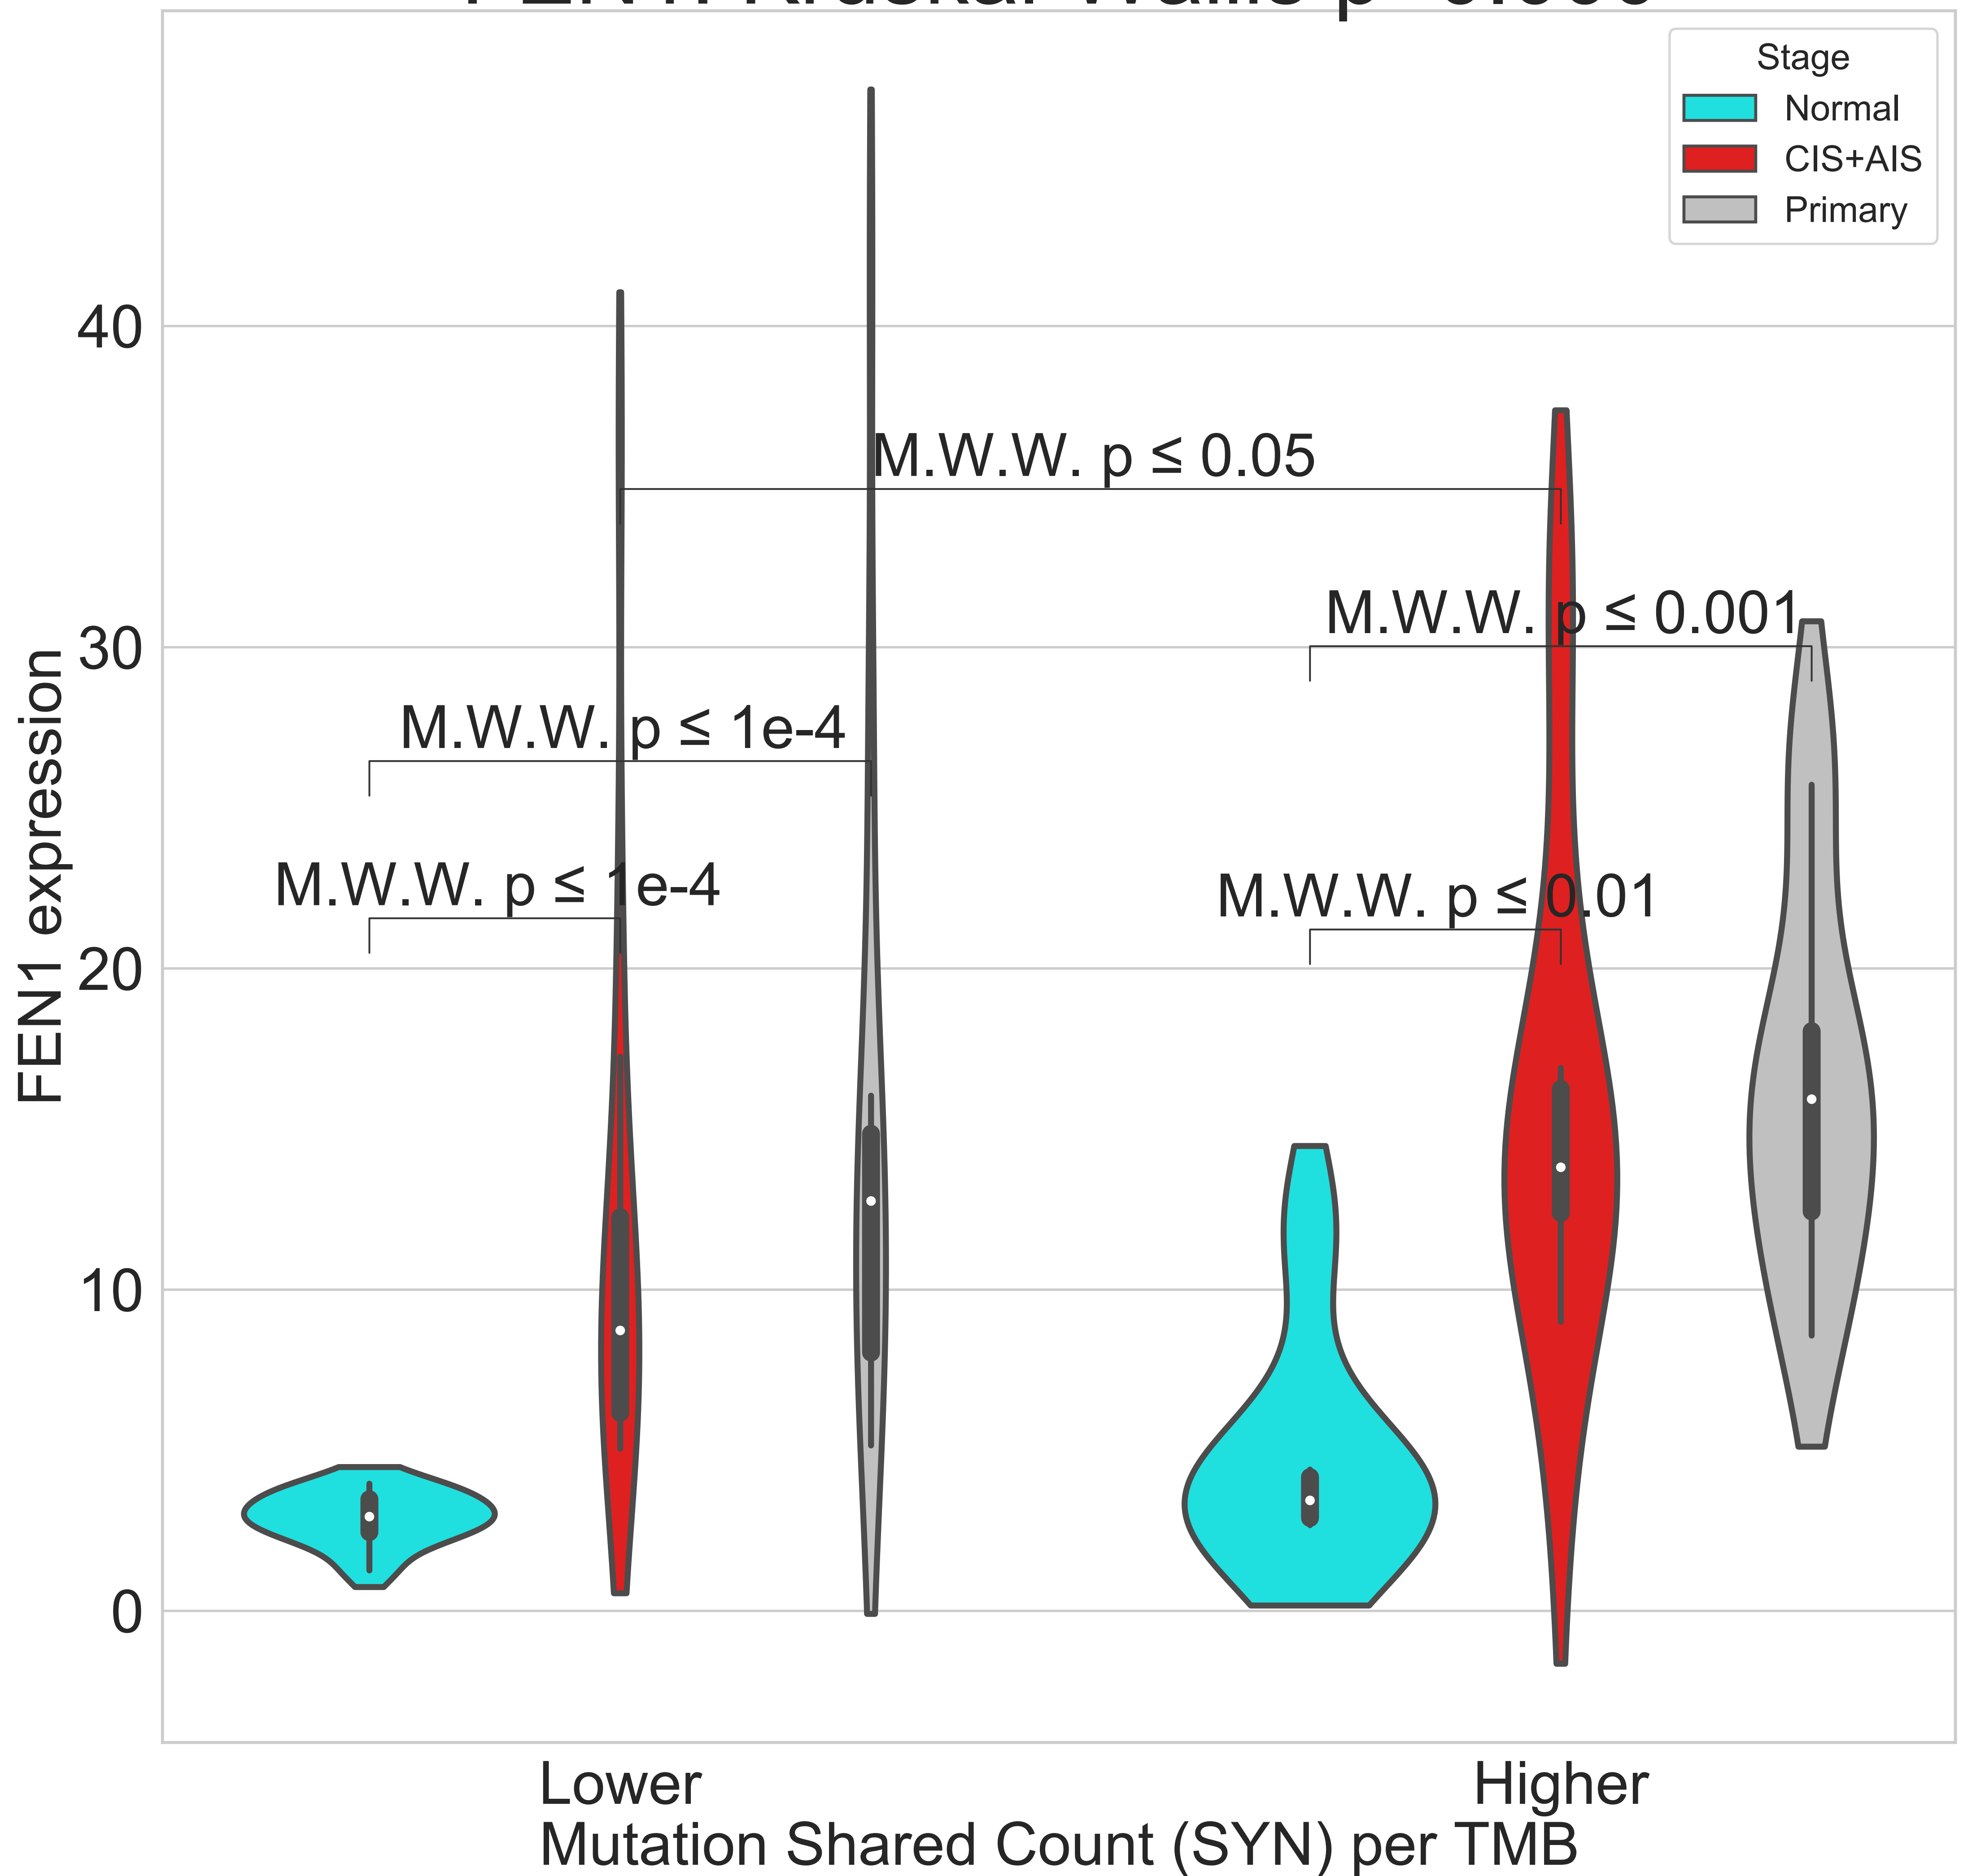 Stage
Normal
CIS+AIS
Primary
40
30
20
10
0
FEN1 expression
M.W.W. p ≤ 0.05
M.W.W. p ≤ 0.001
M.W.W. p ≤ 1e-4
M.W.W. p ≤ 1e-4
M.W.W. p ≤ 0.01
Lower
Higher
Mutation Shared Count (SYN) per TMB